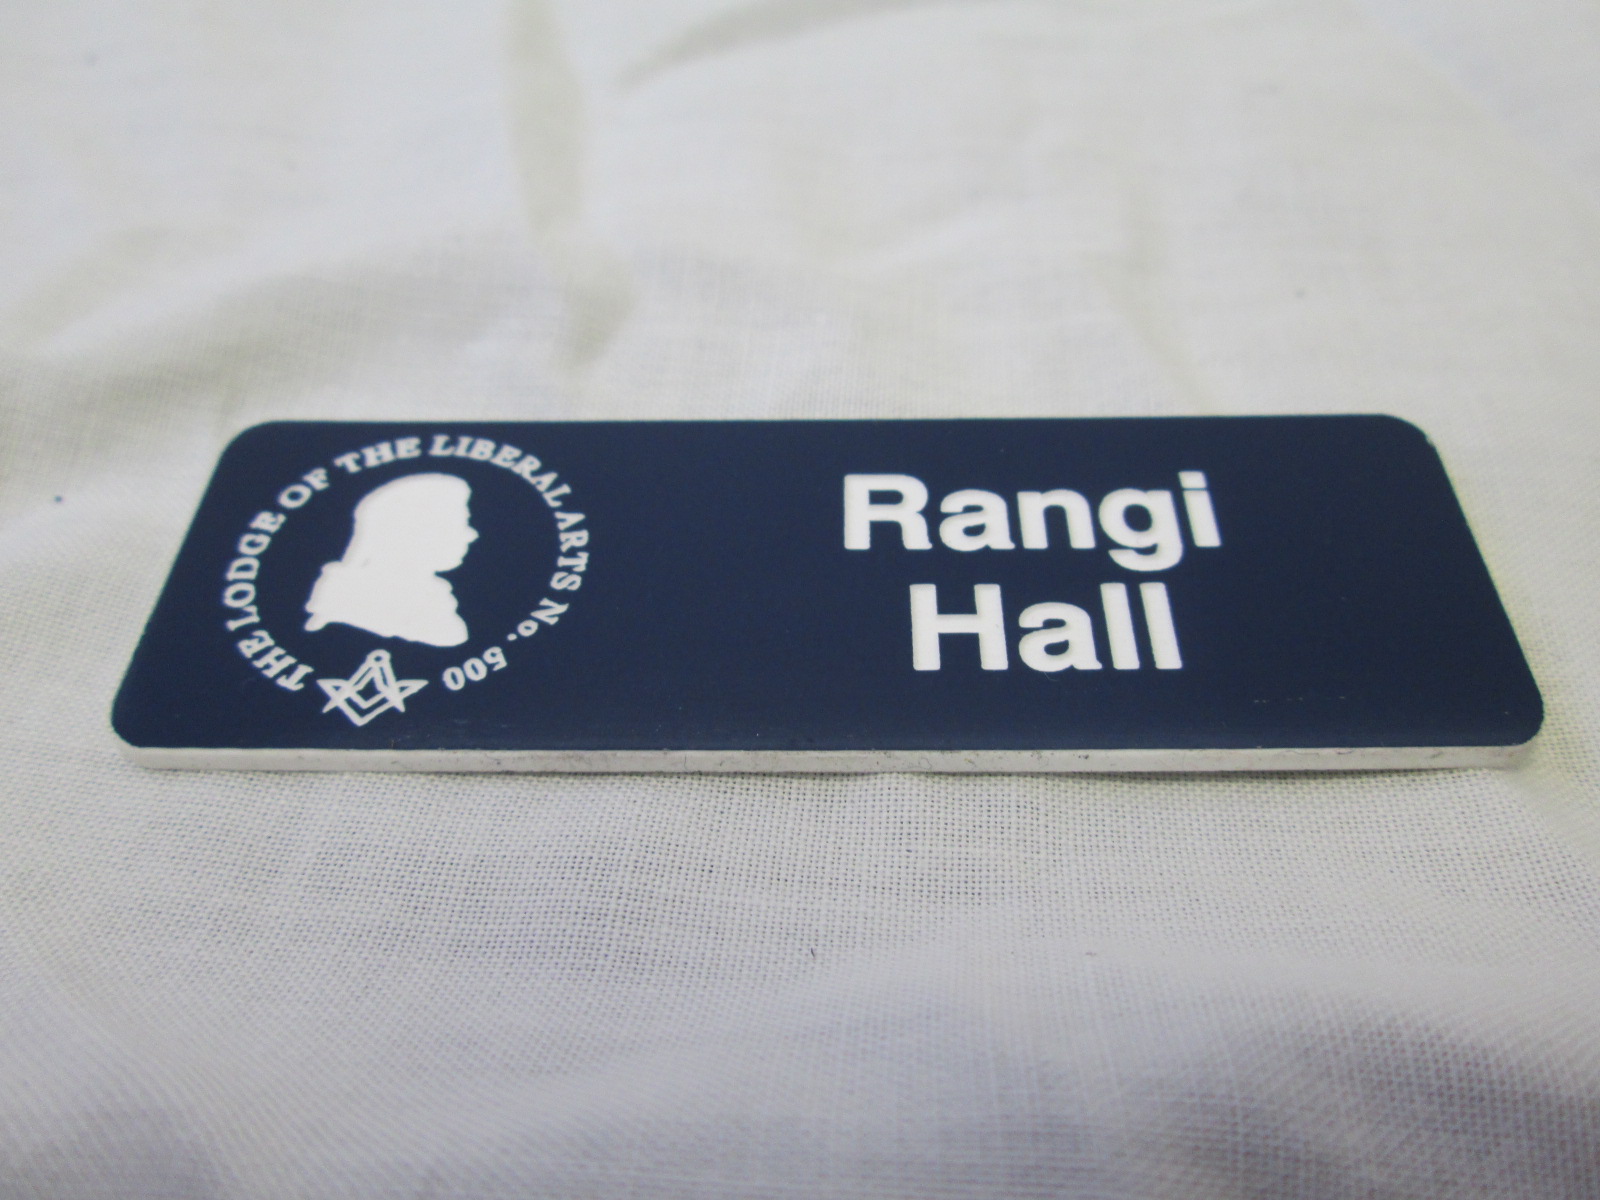 THE LODGE OF THE LIBERAL ARTS No. 500
Rangi
Hall